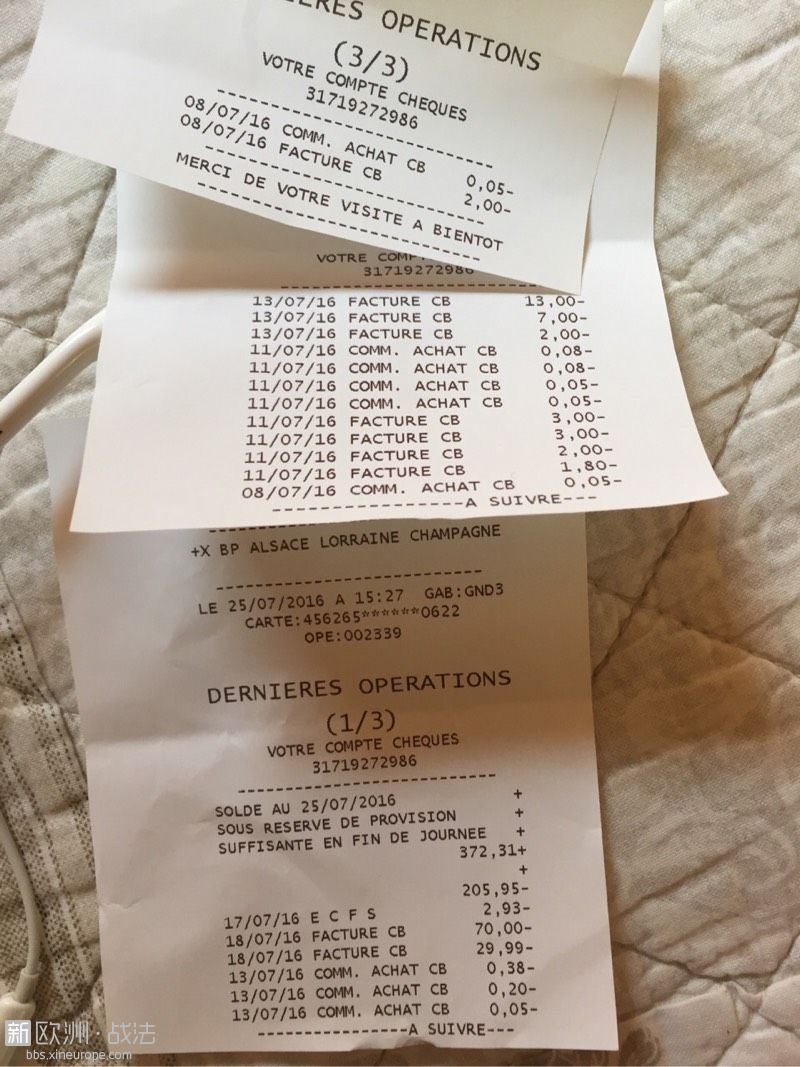 IERES OPERATIONS
(3/3)
VOTRE COMPTE CHEQUES
31719272986
--------------------------
08/07/16 COMM. ACHAT CB 0,05-
08/07/16 FACTURE CB 2,00-
--------------------------
MERCI DE VOTRE VISITE A BIENTOT
--------------------------
VOTRE
31719272986
--------------------------
13/07/16 FACTURE CB 13,00-
13/07/16 FACTURE CB 7,00-
13/07/16 FACTURE CB 2,00-
11/07/16 COMM. ACHAT CB 0,08-
11/07/16 COMM. ACHAT CB 0,08-
11/07/16 COMM. ACHAT CB 0,05-
11/07/16 COMM. ACHAT CB 0,05-
11/07/16 FACTURE CB 3,00-
11/07/16 FACTURE CB 3,00-
11/07/16 FACTURE CB 2,00-
11/07/16 FACTURE CB 1,80-
08/07/16 COMM. ACHAT CB 0,05-
-----------------A SUIVRE---
+X BP ALSACE LORRAINE CHAMPAGNE
--------------------------
LE 25/07/2016 A 15:27 GAB:GND3
CARTE:456265******0622
OPE:002339
DERNIERES OPERATIONS
(1/3)
VOTRE COMPTE CHEQUES
31719272986
--------------------------
SOLDE AU 25/07/2016 +
SOUS RESERVE DE PROVISION +
SUFFISANTE EN FIN DE JOURNEE +
372,31+
+
205,95-
17/07/16 E C F S 2,93-
18/07/16 FACTURE CB 70,00-
18/07/16 FACTURE CB 29,99-
13/07/16 COMM. ACHAT CB 0,38-
13/07/16 COMM. ACHAT CB 0,20-
13/07/16 COMM. ACHAT CB 0,05-
---------------A SUIVRE---
新欧洲·战法
bbs.xineurope.com